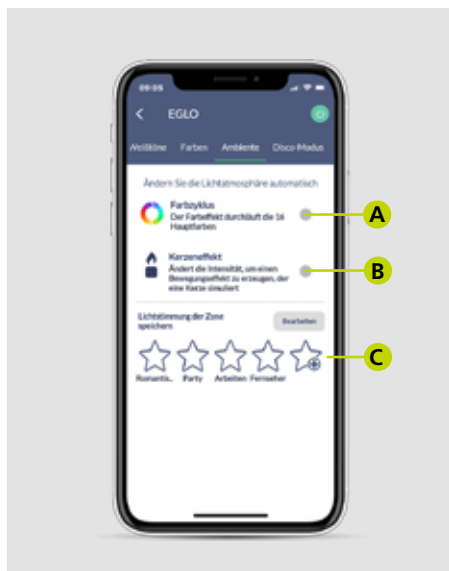 09:05
EGLO
Weißtöne Farben Ambiente Disco-Modus
Ändern Sie die Lichtatmosphäre automatisch
Farbzyklus
Der Farbeffekt durchläuft die 16
Hauptfarben
A
Kerzeneffekt
Ändert die Intensität, um einen
Bewegungseffekt zu erzeugen, der
eine Kerze simuliert
B
Lichtstimmung der Zone
speichern
Bearbeiten
C
Romantis.. Party Arbeiten Fernseher